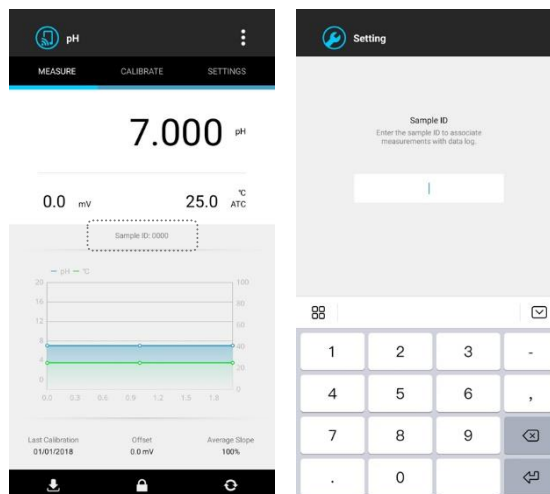 pH
MEASURE CALIBRATE SETTINGS
7.000 pH
0.0 mV 25.0 °C ATC
Sample ID: 0000
pH °C
20 100
16 80
12 60
8 40
4 20
0 0
0.0 0.3 0.6 0.9 1.2 1.5 1.8
Last Calibration Offset Average Slope
01/01/2018 0.0 mV 100%
Setting
Sample ID
Enter the sample ID to associate
measurements with data log.
1 2 3 -
4 5 6 ,
7 8 9
. 0